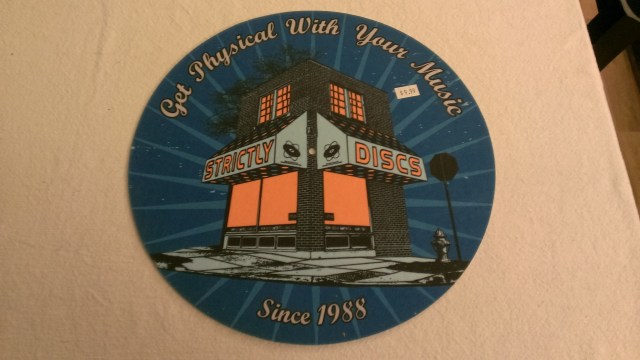 Get Physical With Your Music
STRICTLY DISCS
Since 1988